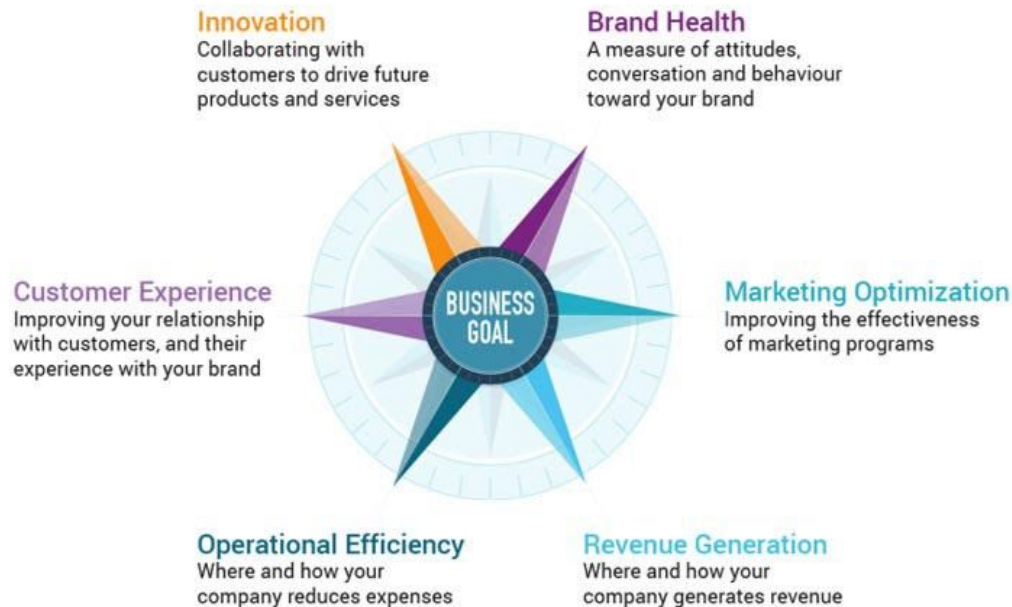 Innovation
Collaborating with
customers to drive future
products and services
Brand Health
A measure of attitudes,
conversation and behaviour
toward your brand
Customer Experience
Improving your relationship
with customers, and their
experience with your brand
BUSINESS
GOAL
Marketing Optimization
Improving the effectiveness
of marketing programs
Operational Efficiency
Where and how your
company reduces expenses
Revenue Generation
Where and how your
company generates revenue